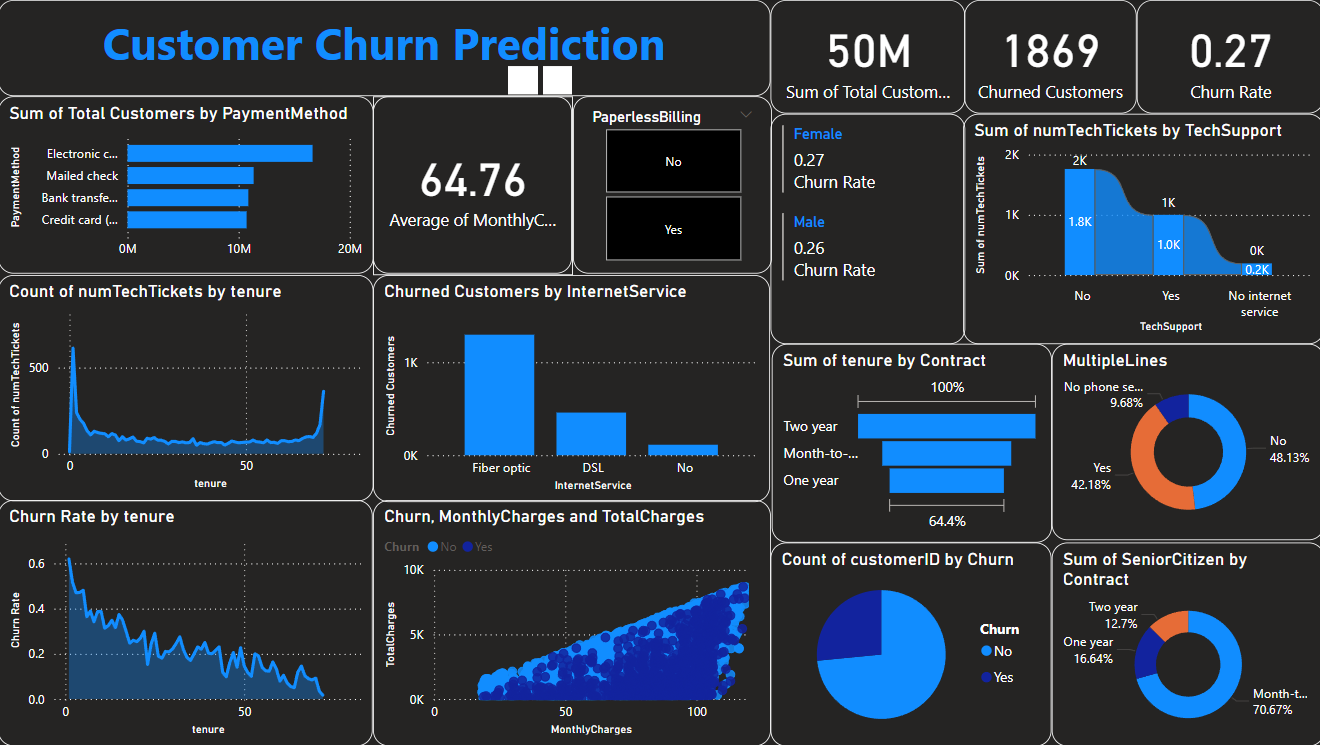 Customer Churn Prediction
50M
Sum of Total Custom...
1869
Churned Customers
0.27
Churn Rate
Sum of Total Customers by PaymentMethod
PaymentMethod
Electronic c...
Mailed check
Bank transfe...
Credit card (...
0M
10M
20M
64.76
Average of MonthlyC...
PaperlessBilling
No
Yes
Female
0.27
Churn Rate
Male
0.26
Churn Rate
Sum of numTechTickets by TechSupport
Sum of numTechTickets
2K
1K
0K
2K
1.8K
1K
1.0K
0K
0.2K
No
Yes
No internet
service
TechSupport
Count of numTechTickets by tenure
Count of numTechTickets
500
0
0
50
tenure
Churned Customers by InternetService
Churned Customers
1K
0K
Fiber optic
DSL
No
InternetService
Sum of tenure by Contract
100%
Two year
Month-to-...
One year
64.4%
MultipleLines
No phone se...
9.68%
No
48.13%
Yes
42.18%
Churn Rate by tenure
Churn Rate
0.6
0.4
0.2
0.0
0
50
tenure
Churn, MonthlyCharges and TotalCharges
Churn
No
Yes
TotalCharges
10K
5K
0K
0
50
100
MonthlyCharges
Count of customerID by Churn
Churn
No
Yes
Sum of SeniorCitizen by
Contract
Two year
12.7%
One year
16.64%
Month-t...
70.67%